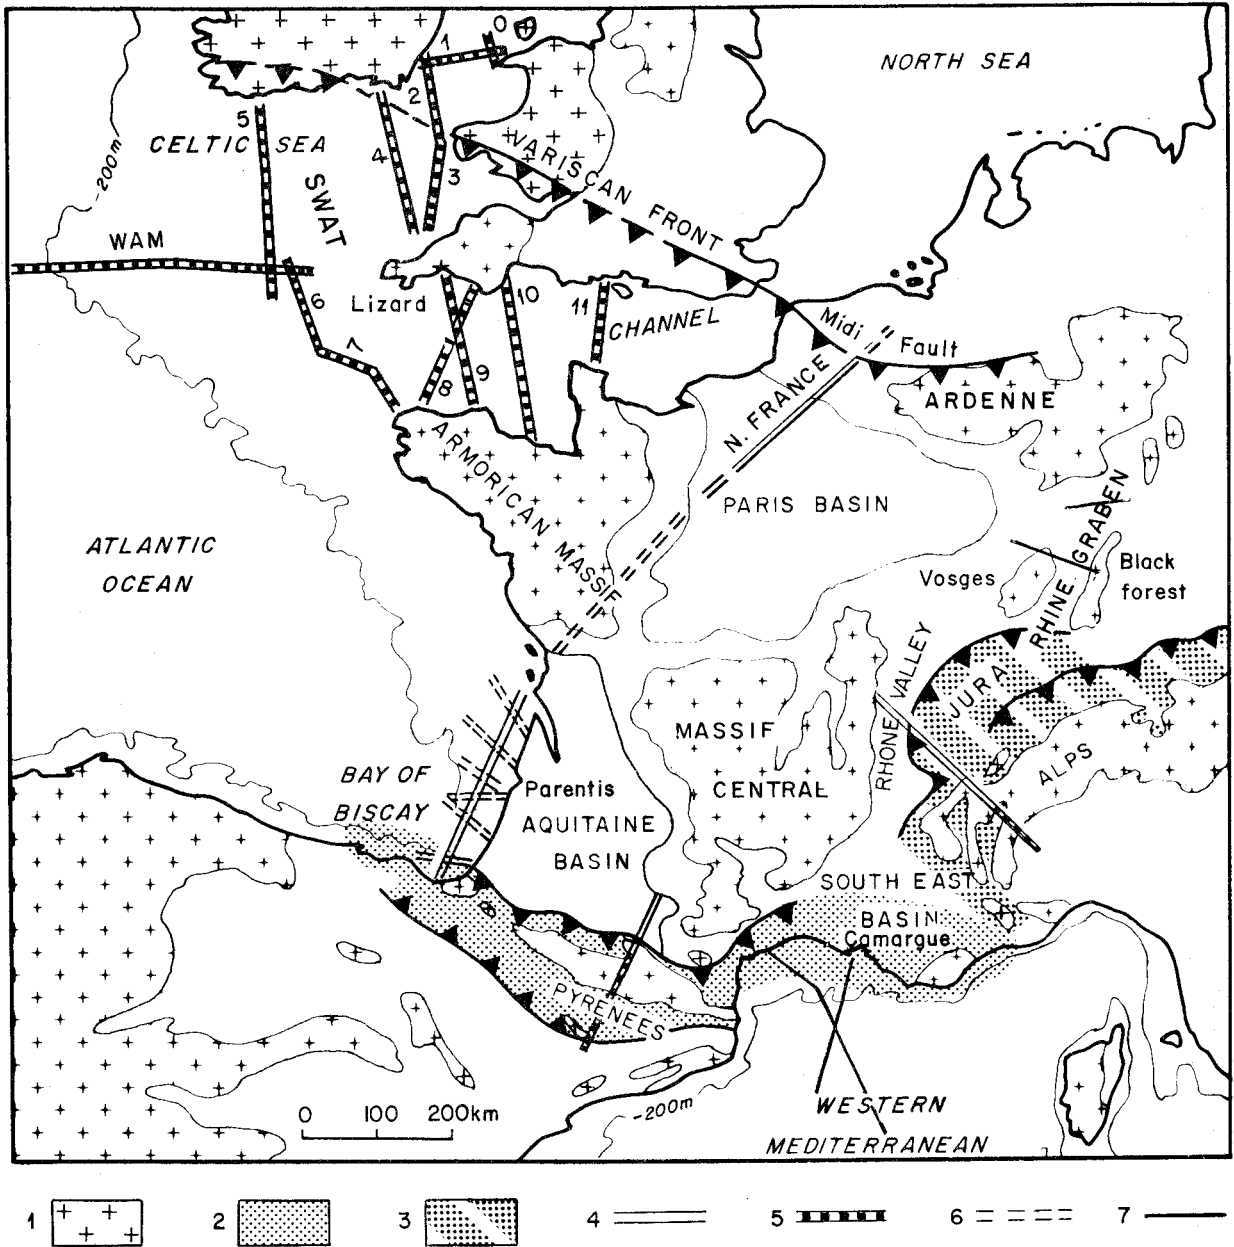 0
1
NORTH SEA
2
5
CELTIC SEA
-200m
4
3
VARISCAN FRONT
SWAT
WAM
6
Lizard
10
11
CHANNEL
Midi Fault
7
8
9
N. FRANCE
ARDENNE
ARMORICAN MASSIF
PARIS BASIN
RHINE GRABEN
ATLANTIC
OCEAN
Vosges
Black
forest
RHONE VALLEY
JURA
MASSIF
CENTRAL
ALPS
BAY OF
BISCAY
Parentis
AQUITAINE
BASIN
SOUTH EAST
BASIN
Camargue
PYRENEES
0 100 200km
-200m
WESTERN
MEDITERRANEAN
1
2
3
4
5
6
7